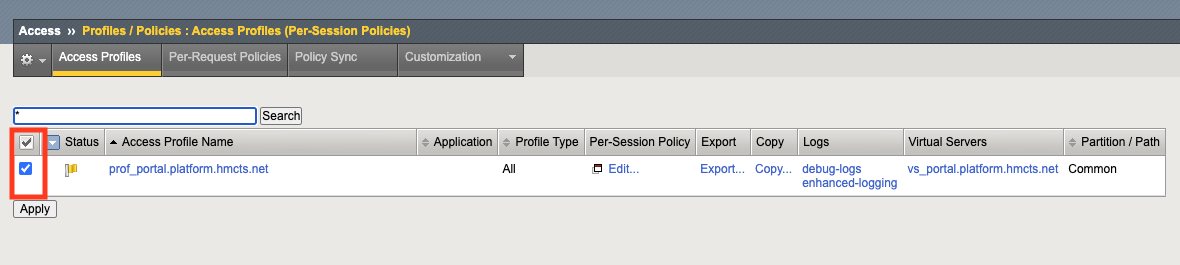 Access ›› Profiles / Policies : Access Profiles (Per-Session Policies)
Access Profiles Per-Request Policies Policy Sync Customization
* Search
Status Access Profile Name Application Profile Type Per-Session Policy Export Copy Logs Virtual Servers Partition / Path
prof_portal.platform.hmcts.net All Edit... Export... Copy... debug-logs vs_portal.platform.hmcts.net Common
enhanced-logging
Apply